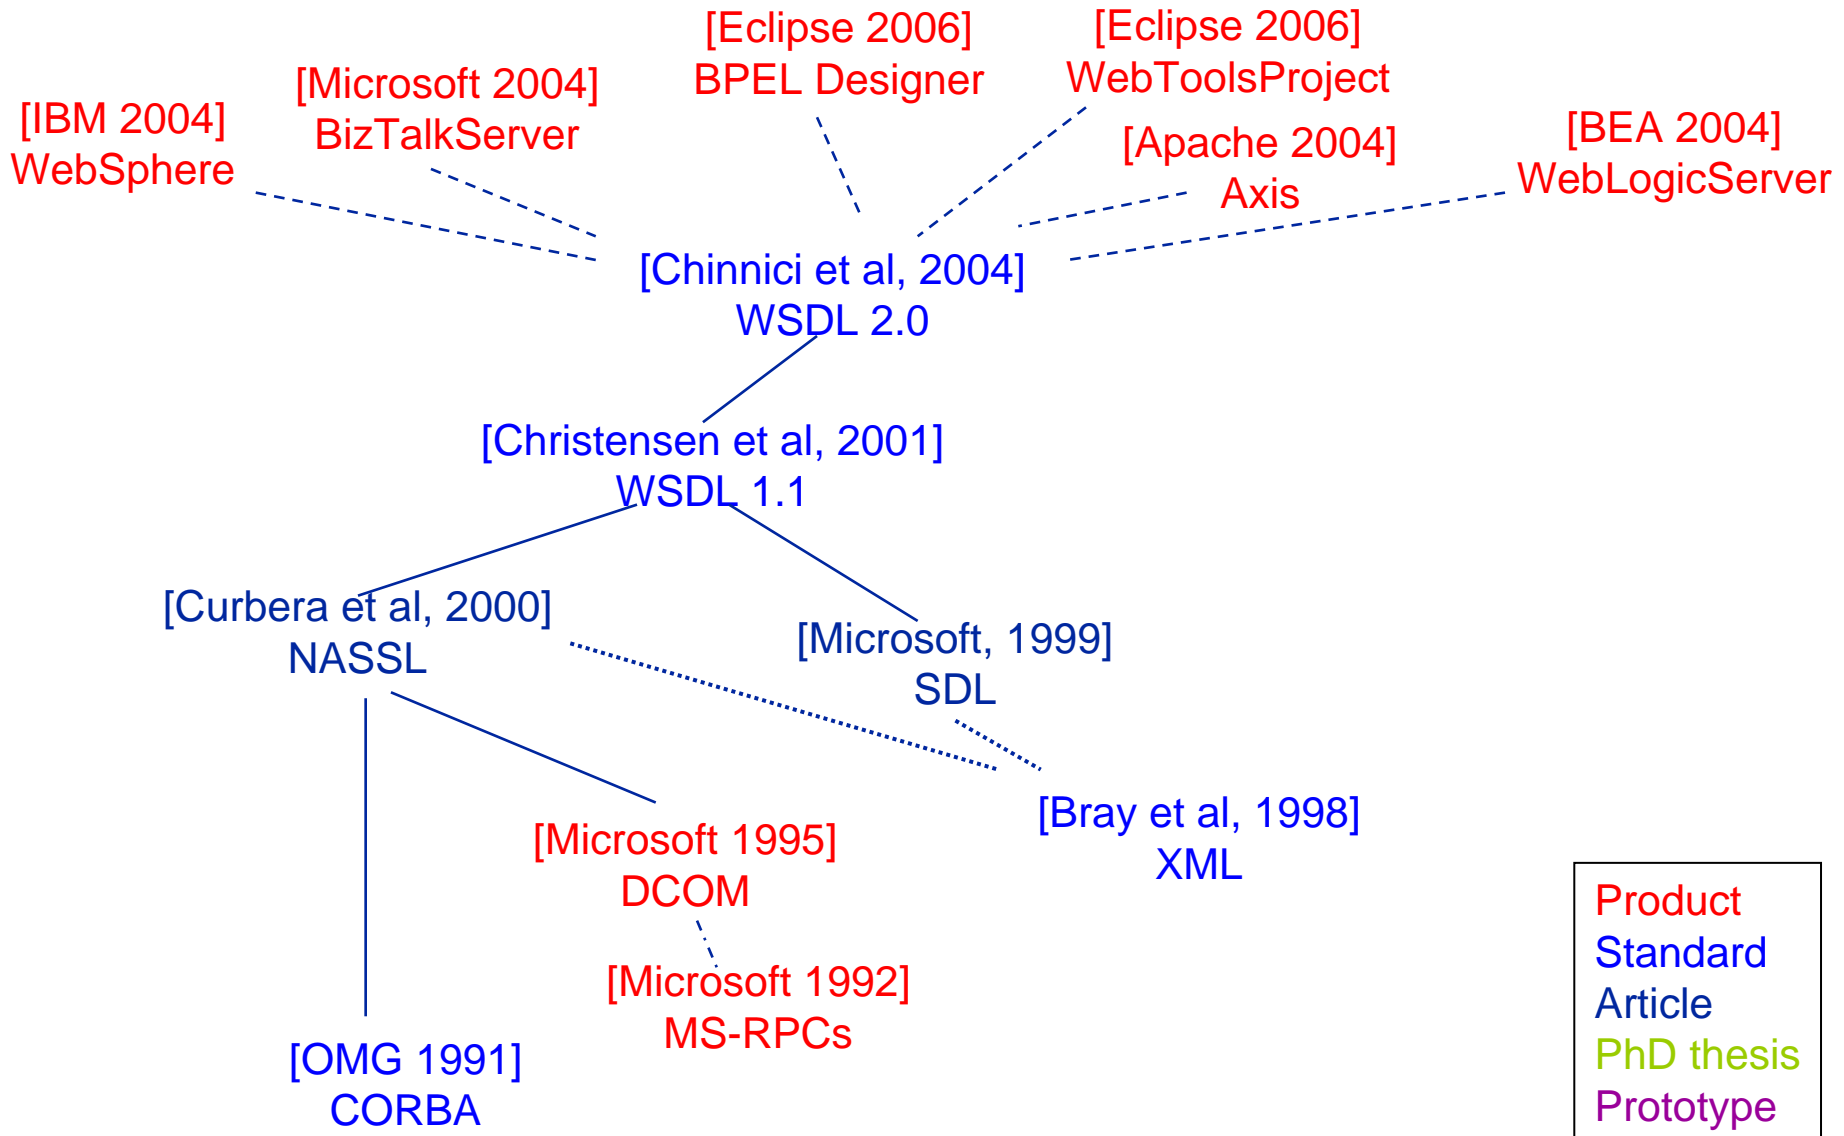 [Eclipse 2006]
BPEL Designer
[Eclipse 2006]
WebToolsProject
[Microsoft 2004]
BizTalkServer
[IBM 2004]
WebSphere
[Apache 2004]
Axis
[BEA 2004]
WebLogicServer
[Chinnici et al, 2004]
WSDL 2.0
[Christensen et al, 2001]
WSDL 1.1
[Curbera et al, 2000]
NASSL
[Microsoft, 1999]
SDL
[Microsoft 1995]
DCOM
[Bray et al, 1998]
XML
[Microsoft 1992]
MS-RPCs
[OMG 1991]
CORBA
Product
Standard
Article
PhD thesis
Prototype